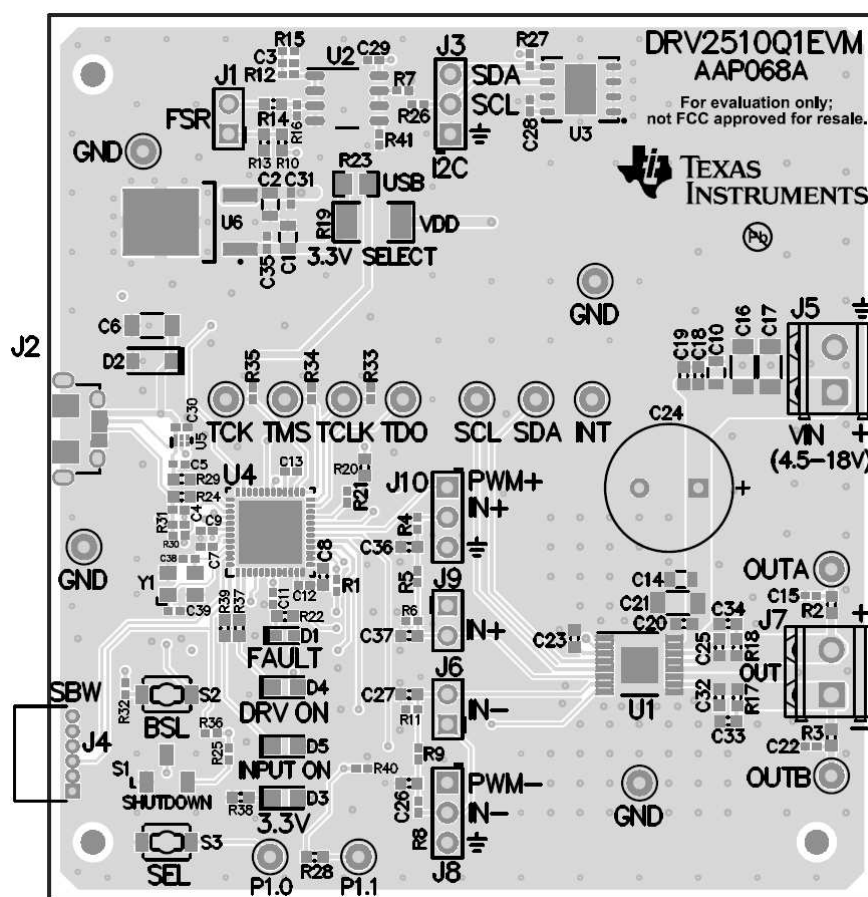 R15
C3
R12
U2
C29
J3
R27
DRV2510Q1EVM
AAP068A
J1
FSR
R14
R16
R7
R26
SDA
SCL
C28
U3
For evaluation only;
not FCC approved for resale.
GND
R13
R10
R41
I2C
TEXAS
INSTRUMENTS
R23
USB
C2
C31
U6
R19
VDD
C35
C1
3.3V
SELECT
Pb
GND
J2
C6
D2
J5
C19
C18
C10
C16
C17
R35
R34
R33
TCK
TMS
TCLK
TDO
SCL
SDA
INT
C24
VIN
+
(4.5-18V)
C30
U5
C5
R29
R24
U4
C13
R20
R21
J10
PWM+
IN+
+
C4
R31
R30
C9
C7
C38
R4
C36
GND
Y1
C39
C8
C12
R1
C11
R22
R39
R37
D1
FAULT
R5
J9
R6
C37
IN+
C14
C21
C20
C23
OUTA
C15
R2
J7
+
C34
C25
R18
OUT
SBW
R32
S2
BSL
D4
DRV ON
C27
R11
J6
IN-
U1
C32
R17
C33
R3
C22
J4
R36
R25
S1
SHUTDOWN
D5
INPUT ON
R9
R40
OUTB
R38
D3
3.3V
C26
R8
PWM-
IN-
GND
S3
SEL
P1.0
R28
P1.1
J8